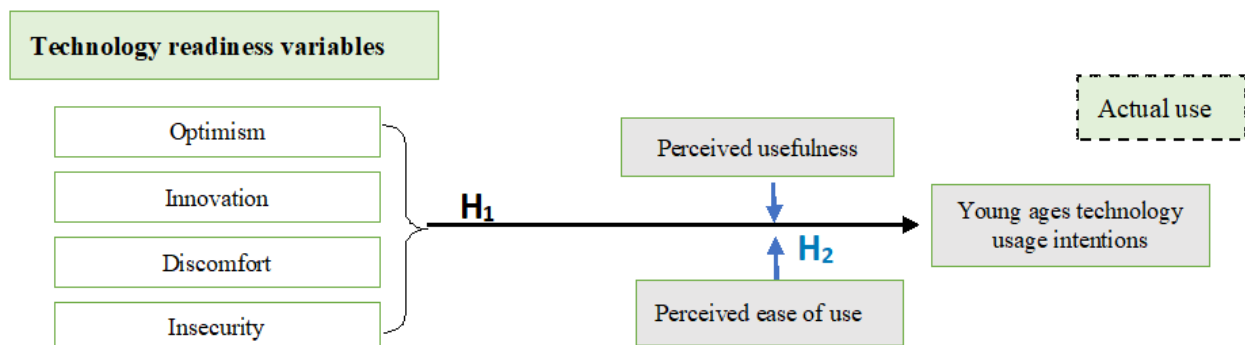 Technology readiness variables
Actual use
Optimism
Perceived usefulness
Innovation
H₁
Young ages technology
usage intentions
H₂
Discomfort
Perceived ease of use
Insecurity